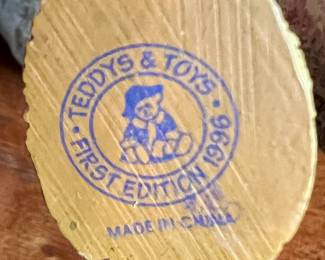 TEDDYS & TOYS
FIRST EDITION 1996
MADE IN CHINA